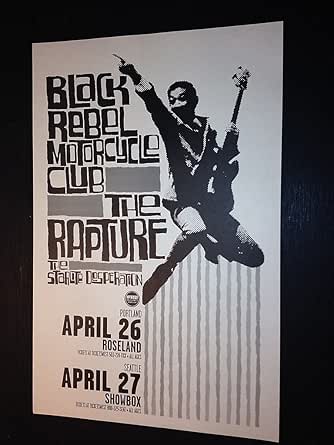 BLACK
REBEL
MOTORCYCLE
CLUB
THE
RAPTURE
THE
STARLITE DESPERATION
PORTLAND
APRIL 26
ROSELAND
SEATTLE
APRIL 27
SHOWBOX